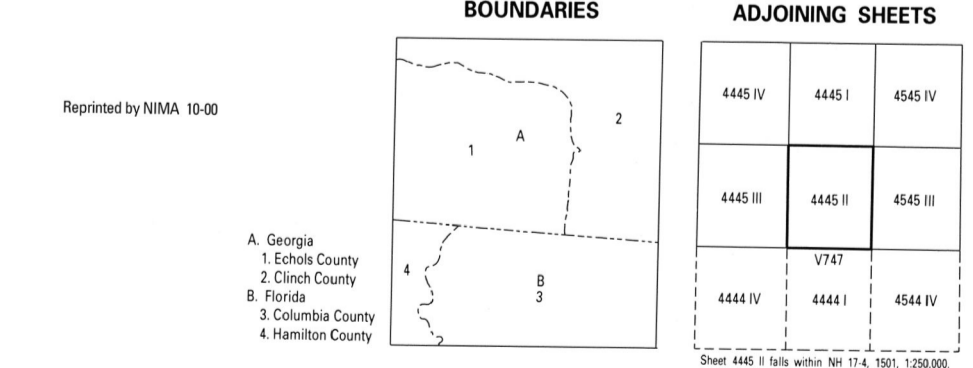 BOUNDARIES
ADJOINING SHEETS
Reprinted by NIMA 10-00
A
1
2
4
B
3
A. Georgia
1. Echols County
2. Clinch County
B. Florida
3. Columbia County
4. Hamilton County
4445 IV
4445 I
4545 IV
4445 III
4445 II
4545 III
V747
4444 IV
4444 I
4544 IV
Sheet 4445 II falls within NH 17-4, 1501, 1:250,000.